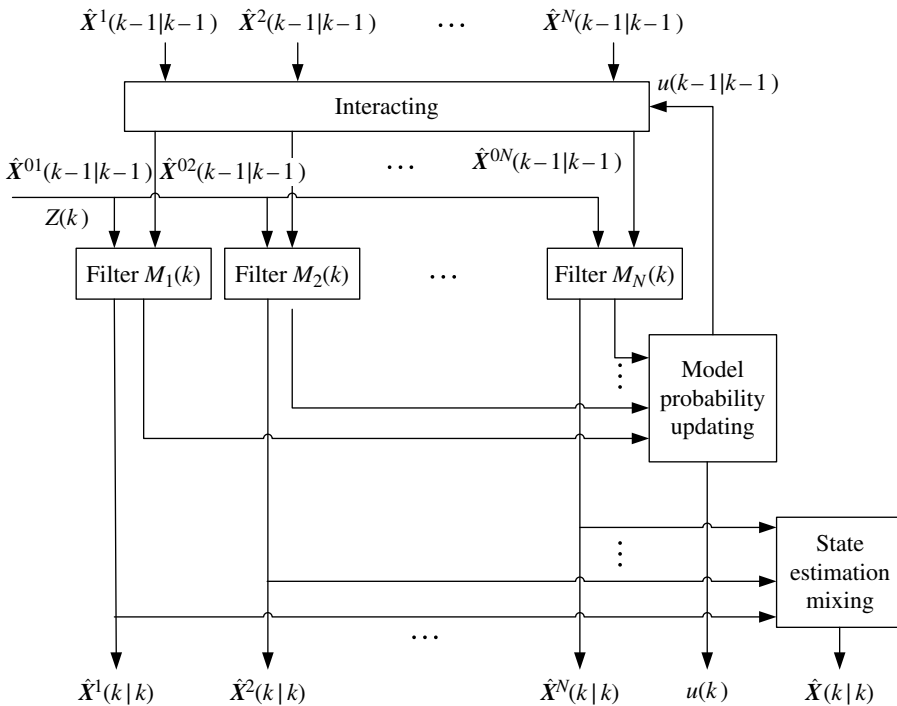 X̂¹(k−1|k−1) X̂²(k−1|k−1) ··· X̂ᴺ(k−1|k−1)
u(k−1|k−1)
Interacting
X̂⁰¹(k−1|k−1) X̂⁰²(k−1|k−1) ··· X̂⁰ᴺ(k−1|k−1)
Z(k)
Filter M₁(k) Filter M₂(k) ··· Filter M_N(k)
Model
probability
updating
State
estimation
mixing
···
X̂¹(k|k) X̂²(k|k) X̂ᴺ(k|k) u(k) X̂(k|k)